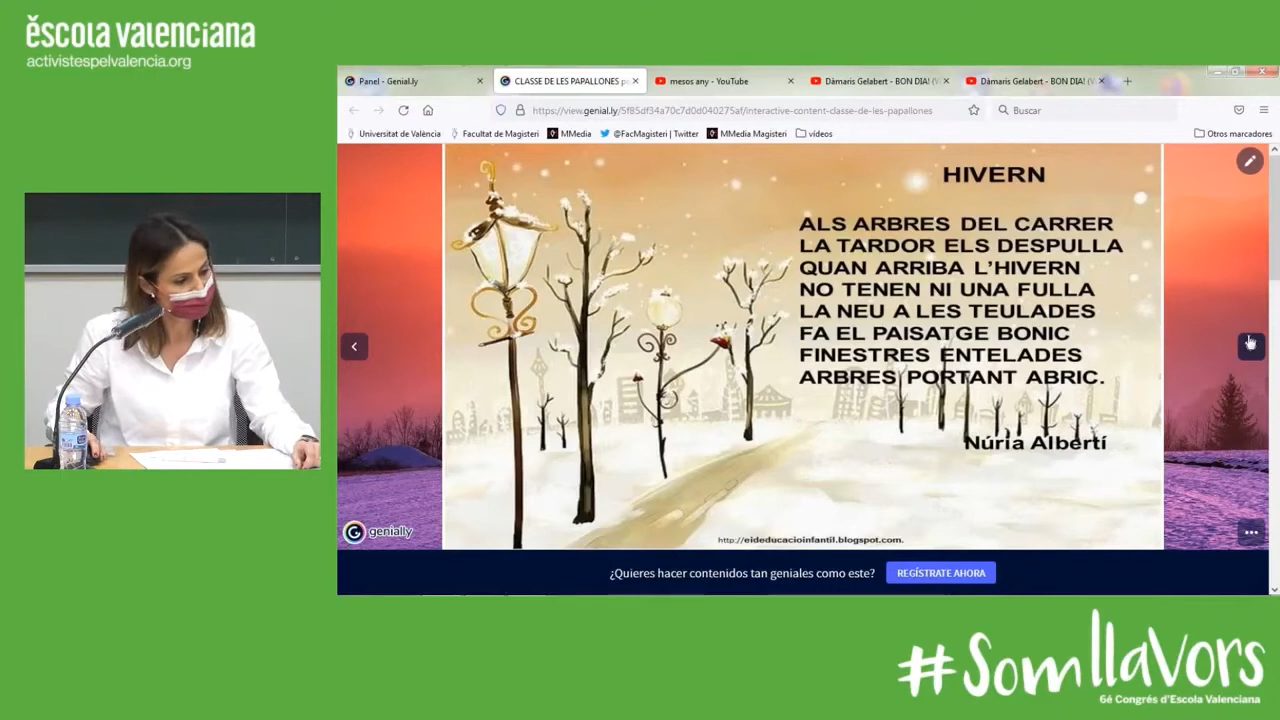 ěscola valenciana
activistespelvalencia.org
Panel - Genial.ly
CLASSE DE LES PAPALLONES p
mesos any - YouTube
Dàmaris Gelabert - BON DIA! (V
Dàmaris Gelabert - BON DIA! (V
https://view.genial.ly/5f85df34a70c7d0d040275af/interactive-content-classe-de-les-papallones
Buscar
Universitat de València
Facultat de Magisteri
MMedia
@FacMagisteri | Twitter
MMedia Magisteri
vídeos
Otros marcadores
HIVERN
ALS ARBRES DEL CARRER
LA TARDOR ELS DESPULLA
QUAN ARRIBA L'HIVERN
NO TENEN NI UNA FULLA
LA NEU A LES TEULADES
FA EL PAISATGE BONIC
FINESTRES ENTELADES
ARBRES PORTANT ABRIC.
Núria Albertí
genially
http://eideducacioinfantil.blogspot.com.
¿Quieres hacer contenidos tan geniales como este?
REGÍSTRATE AHORA
#SomllaVors
6é Congrés d'Escola Valenciana